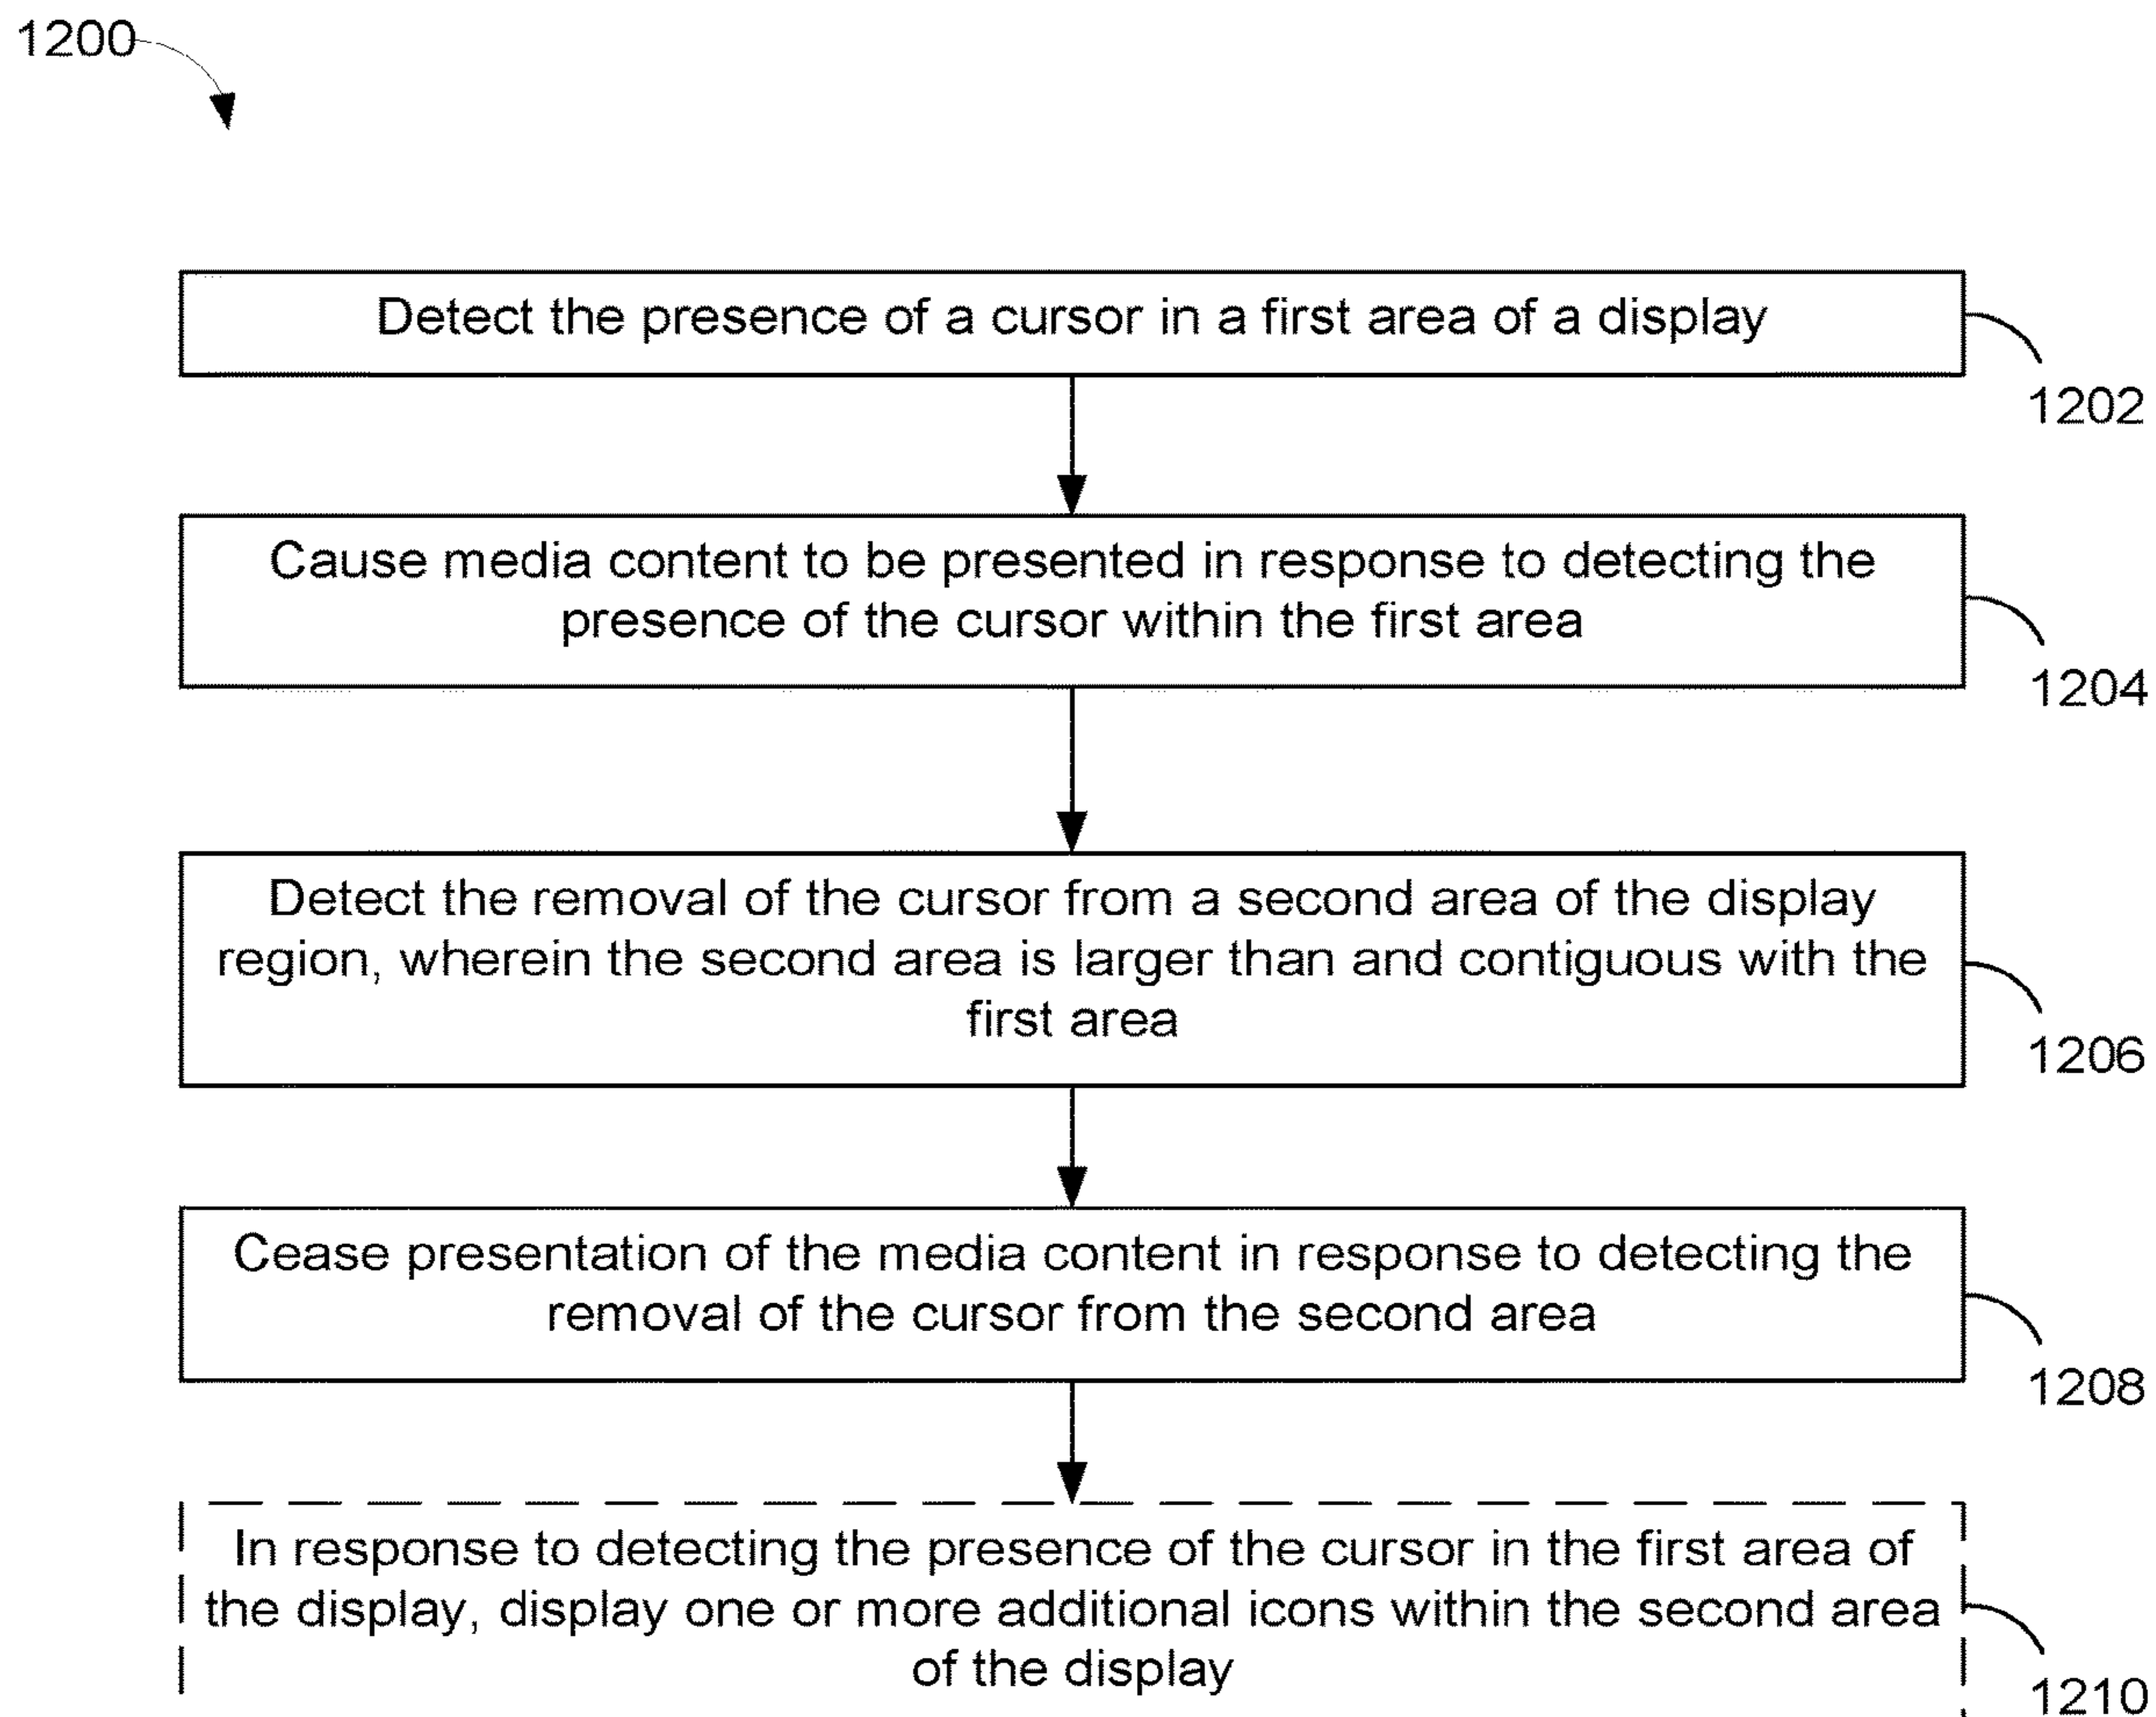 1200
Detect the presence of a cursor in a first area of a display
1202
Cause media content to be presented in response to detecting the
presence of the cursor within the first area
1204
Detect the removal of the cursor from a second area of the display
region, wherein the second area is larger than and contiguous with the
first area
1206
Cease presentation of the media content in response to detecting the
removal of the cursor from the second area
1208
In response to detecting the presence of the cursor in the first area of
the display, display one or more additional icons within the second area
of the display
1210